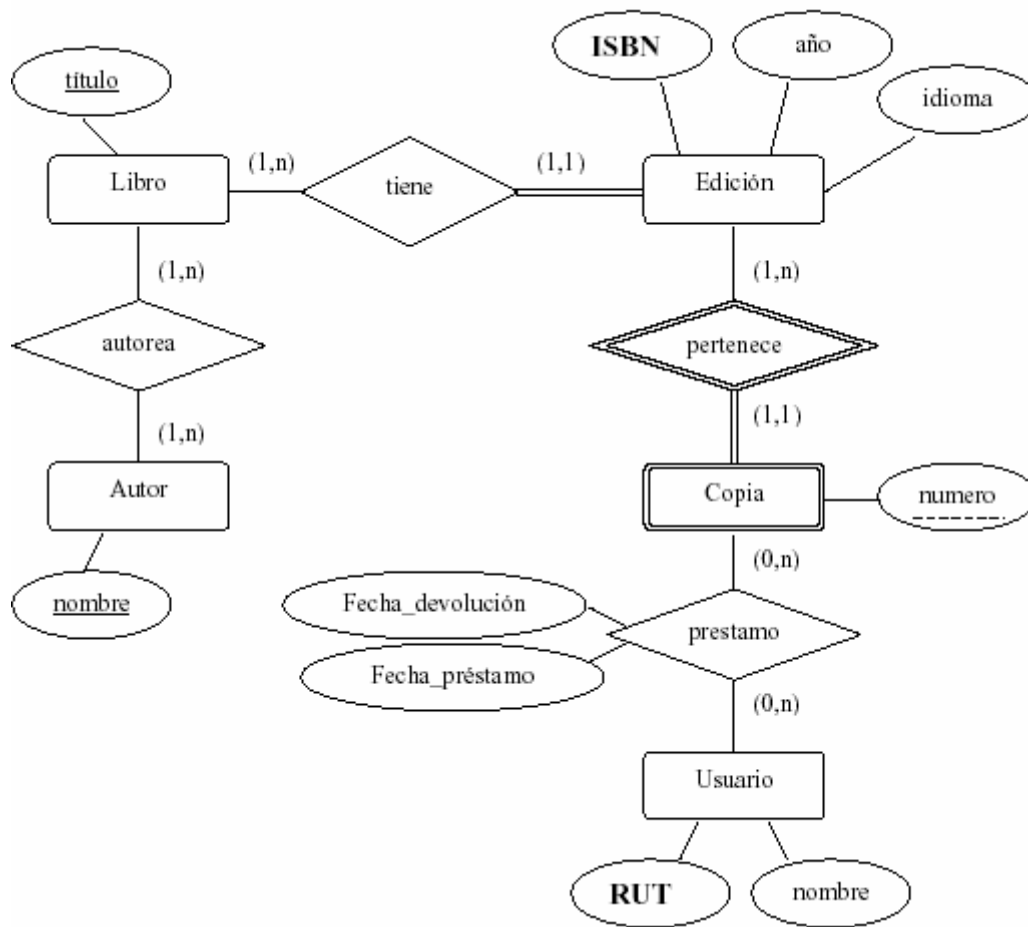 ISBN
año
título
idioma
Libro
(1,n)
tiene
(1,1)
Edición
(1,n)
(1,n)
autorea
pertenece
(1,n)
(1,1)
Autor
Copia
numero
nombre
(0,n)
Fecha_devolución
prestamo
Fecha_préstamo
(0,n)
Usuario
RUT
nombre